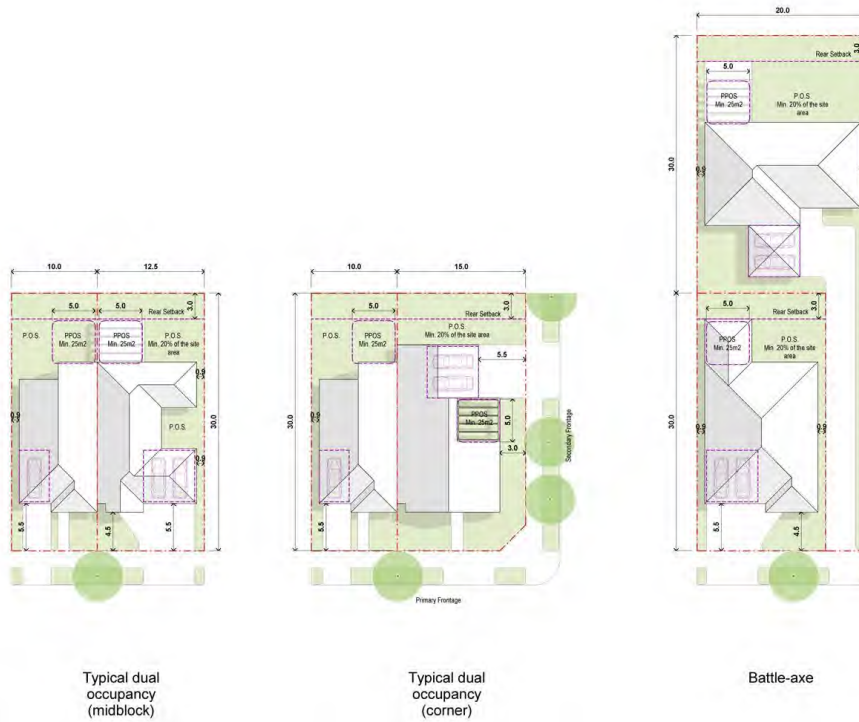 20.0
3.0
Rear Setback
5.0
PPOS
Min. 25m2
P.O.S.
Min. 20% of the site
area
30.0
0.9
10.0
12.5
5.0
5.0
3.0
Rear Setback
P.O.S.
PPOS
Min. 25m2
PPOS
Min. 25m2
P.O.S.
Min. 20% of the site
area
0.9
P.O.S.
0.9
0.9
30.0
5.5
4.5
5.5
10.0
15.0
5.0
3.0
Rear Setback
P.O.S.
PPOS
Min. 25m2
P.O.S.
Min. 20% of the site area
5.5
30.0
0.9
PPOS
Min. 25m2
5.0
3.0
Secondary Frontage
5.5
Primary Frontage
3.0
Rear Setback
5.0
PPOS
Min. 25m2
P.O.S.
Min. 20% of the site
area
30.0
0.9
0.9
5.5
4.5
Typical dual
occupancy
(midblock)
Typical dual
occupancy
(corner)
Battle-axe